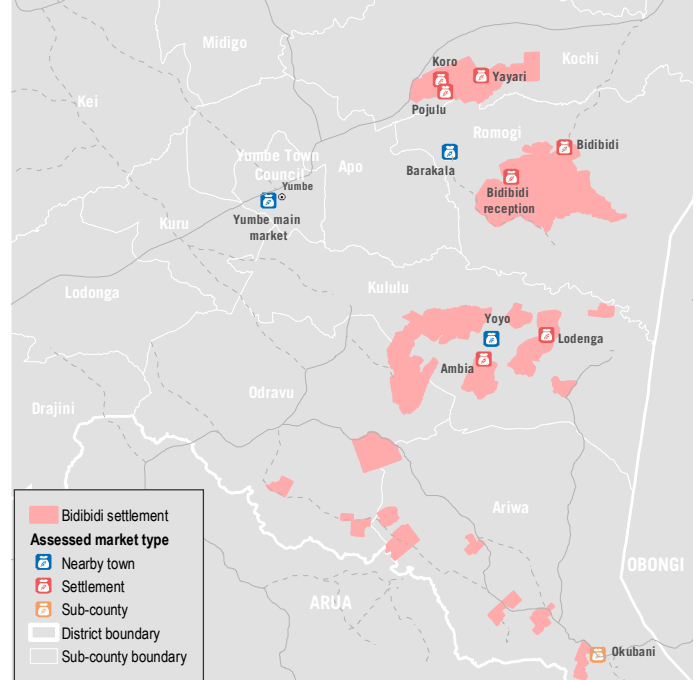 Midigo
Kochi
Koro
Yayari
Kei
Pojulu
Romogi
Bidibidi
Yumbe Town
Council
Apo
Barakala
Yumbe
Bidibidi
reception
Yumbe main
market
Kuru
Lodonga
Kululu
Yoyo
Lodenga
Ambia
Odravu
Drajini
Ariwa
OBONGI
ARUA
Okubani
Bidibidi settlement
Assessed market type
Nearby town
Settlement
Sub-county
District boundary
Sub-county boundary